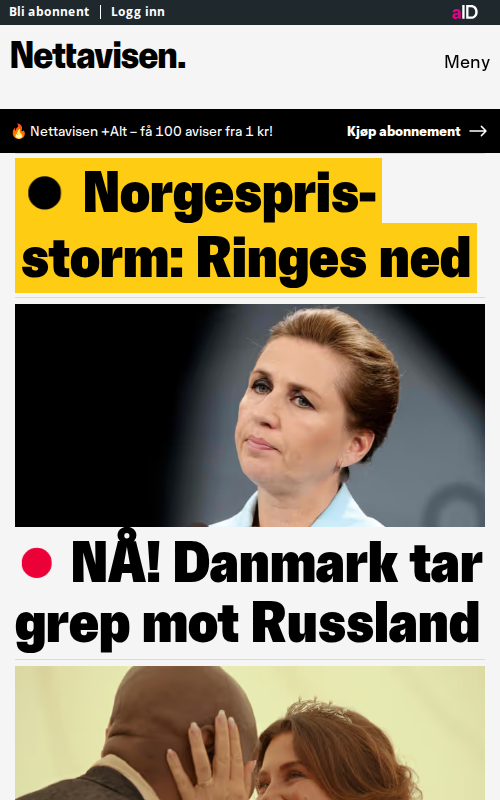 Bli abonnent | Logg inn
aID
Nettavisen.
Meny
🔥 Nettavisen +Alt – få 100 aviser fra 1 kr!
Kjøp abonnement →
● Norgespris-
storm: Ringes ned
● NÅ! Danmark tar
grep mot Russland